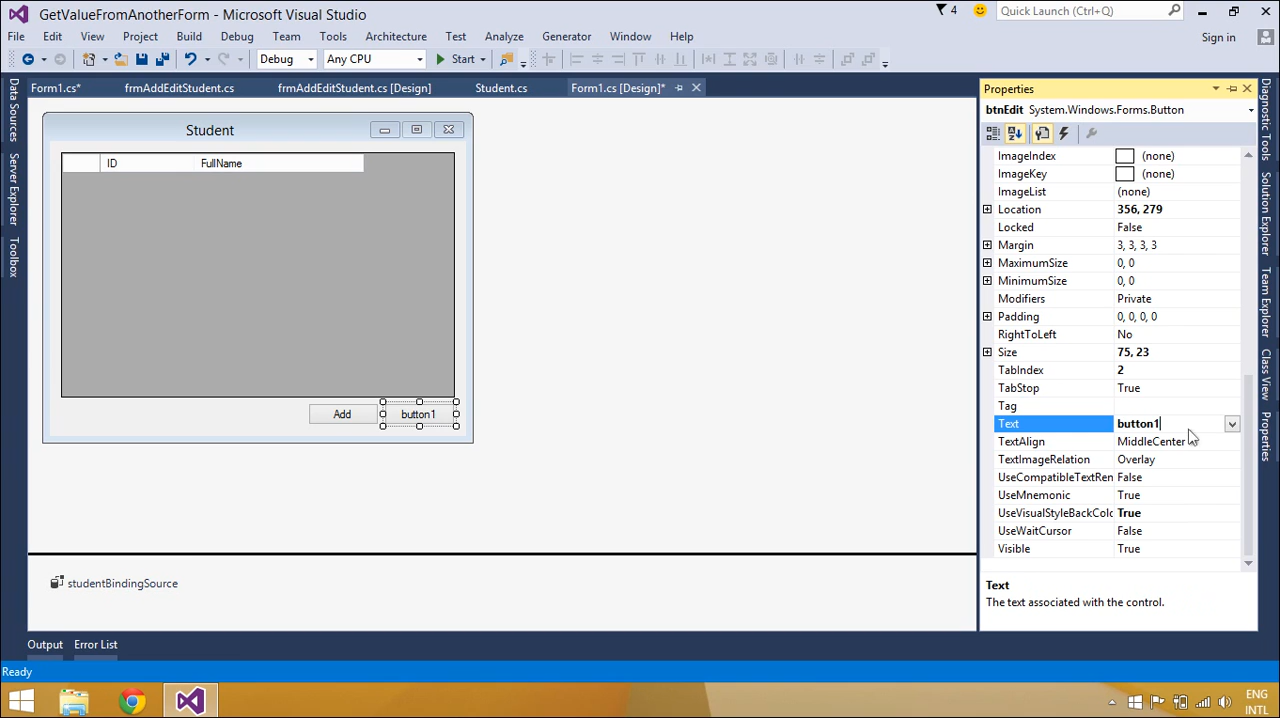 GetValueFromAnotherForm - Microsoft Visual Studio
4
Quick Launch (Ctrl+Q)
File Edit View Project Build Debug Team Tools Architecture Test Analyze Generator Window Help
Sign in
Debug Any CPU Start
Form1.cs* frmAddEditStudent.cs frmAddEditStudent.cs [Design] Student.cs Form1.cs [Design]*
Data Sources
Server Explorer
Toolbox
Student
ID FullName
Add button1
studentBindingSource
Properties
btnEdit System.Windows.Forms.Button
ImageIndex (none)
ImageKey (none)
ImageList (none)
Location 356, 279
Locked False
Margin 3, 3, 3, 3
MaximumSize 0, 0
MinimumSize 0, 0
Modifiers Private
Padding 0, 0, 0, 0
RightToLeft No
Size 75, 23
TabIndex 2
TabStop True
Tag
Text button1
TextAlign MiddleCenter
TextImageRelation Overlay
UseCompatibleTextRen False
UseMnemonic True
UseVisualStyleBackColo True
UseWaitCursor False
Visible True
Text
The text associated with the control.
Diagnostic Tools
Solution Explorer
Team Explorer
Class View
Properties
Output Error List
Ready
ENG
INTL